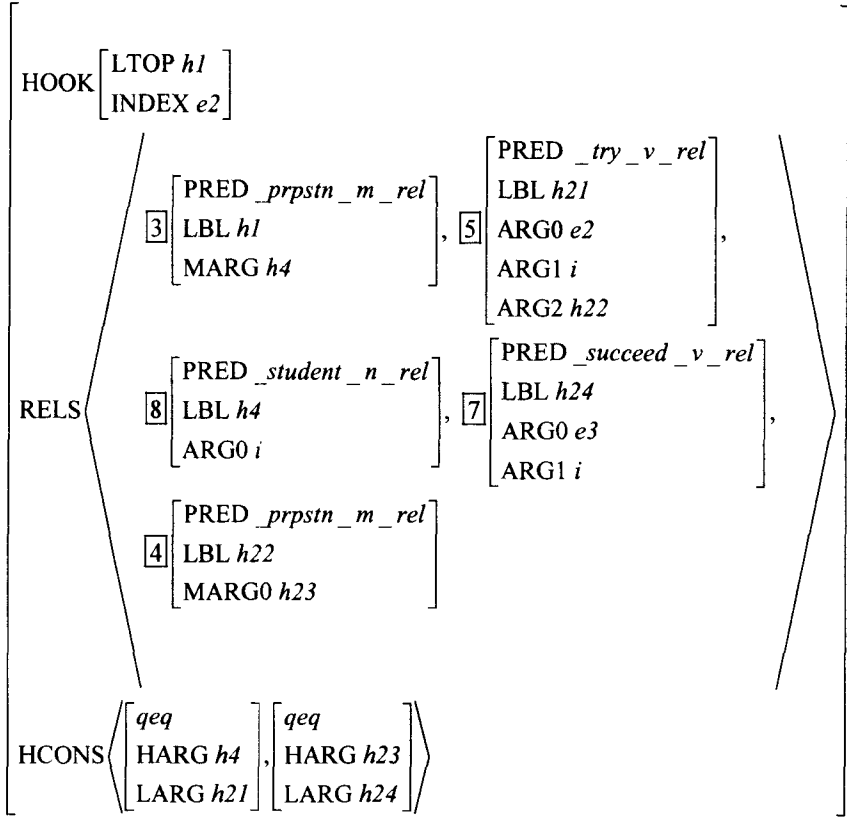 HOOK
LTOP h1
INDEX e2
RELS
3
PRED _prpstn_m_rel
LBL h1
MARG h4
,
5
PRED _try_v_rel
LBL h21
ARG0 e2
ARG1 i
ARG2 h22
,
8
PRED _student_n_rel
LBL h4
ARG0 i
,
7
PRED _succeed_v_rel
LBL h24
ARG0 e3
ARG1 i
,
4
PRED _prpstn_m_rel
LBL h22
MARG0 h23
HCONS
qeq
HARG h4
LARG h21
,
qeq
HARG h23
LARG h24